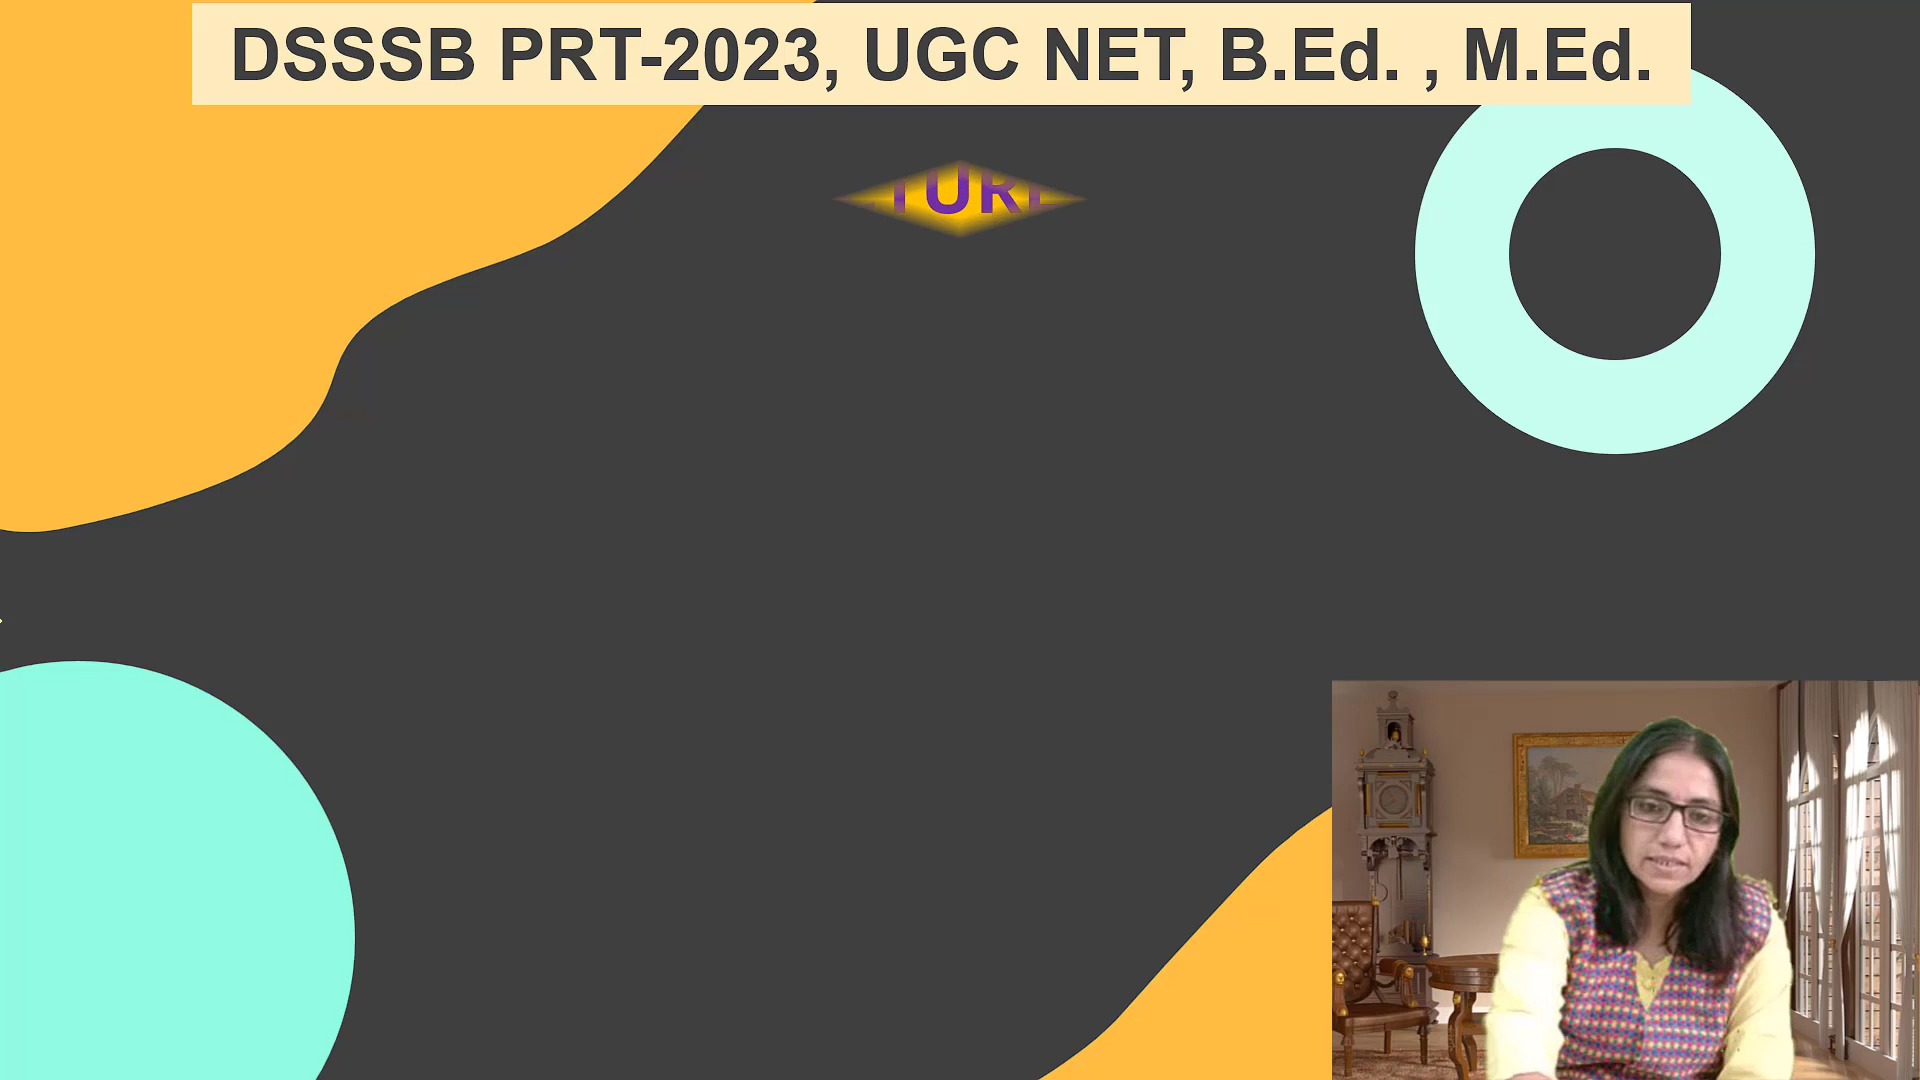 DSSSB PRT-2023, UGC NET, B.Ed. , M.Ed.